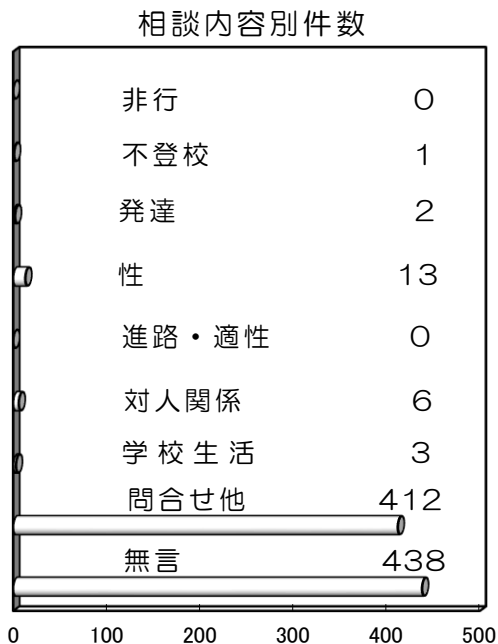 相談内容別件数
非行 0
不登校 1
発達 2
性 13
進路・適性 0
対人関係 6
学校生活 3
問合せ他 412
無言 438
0 100 200 300 400 500